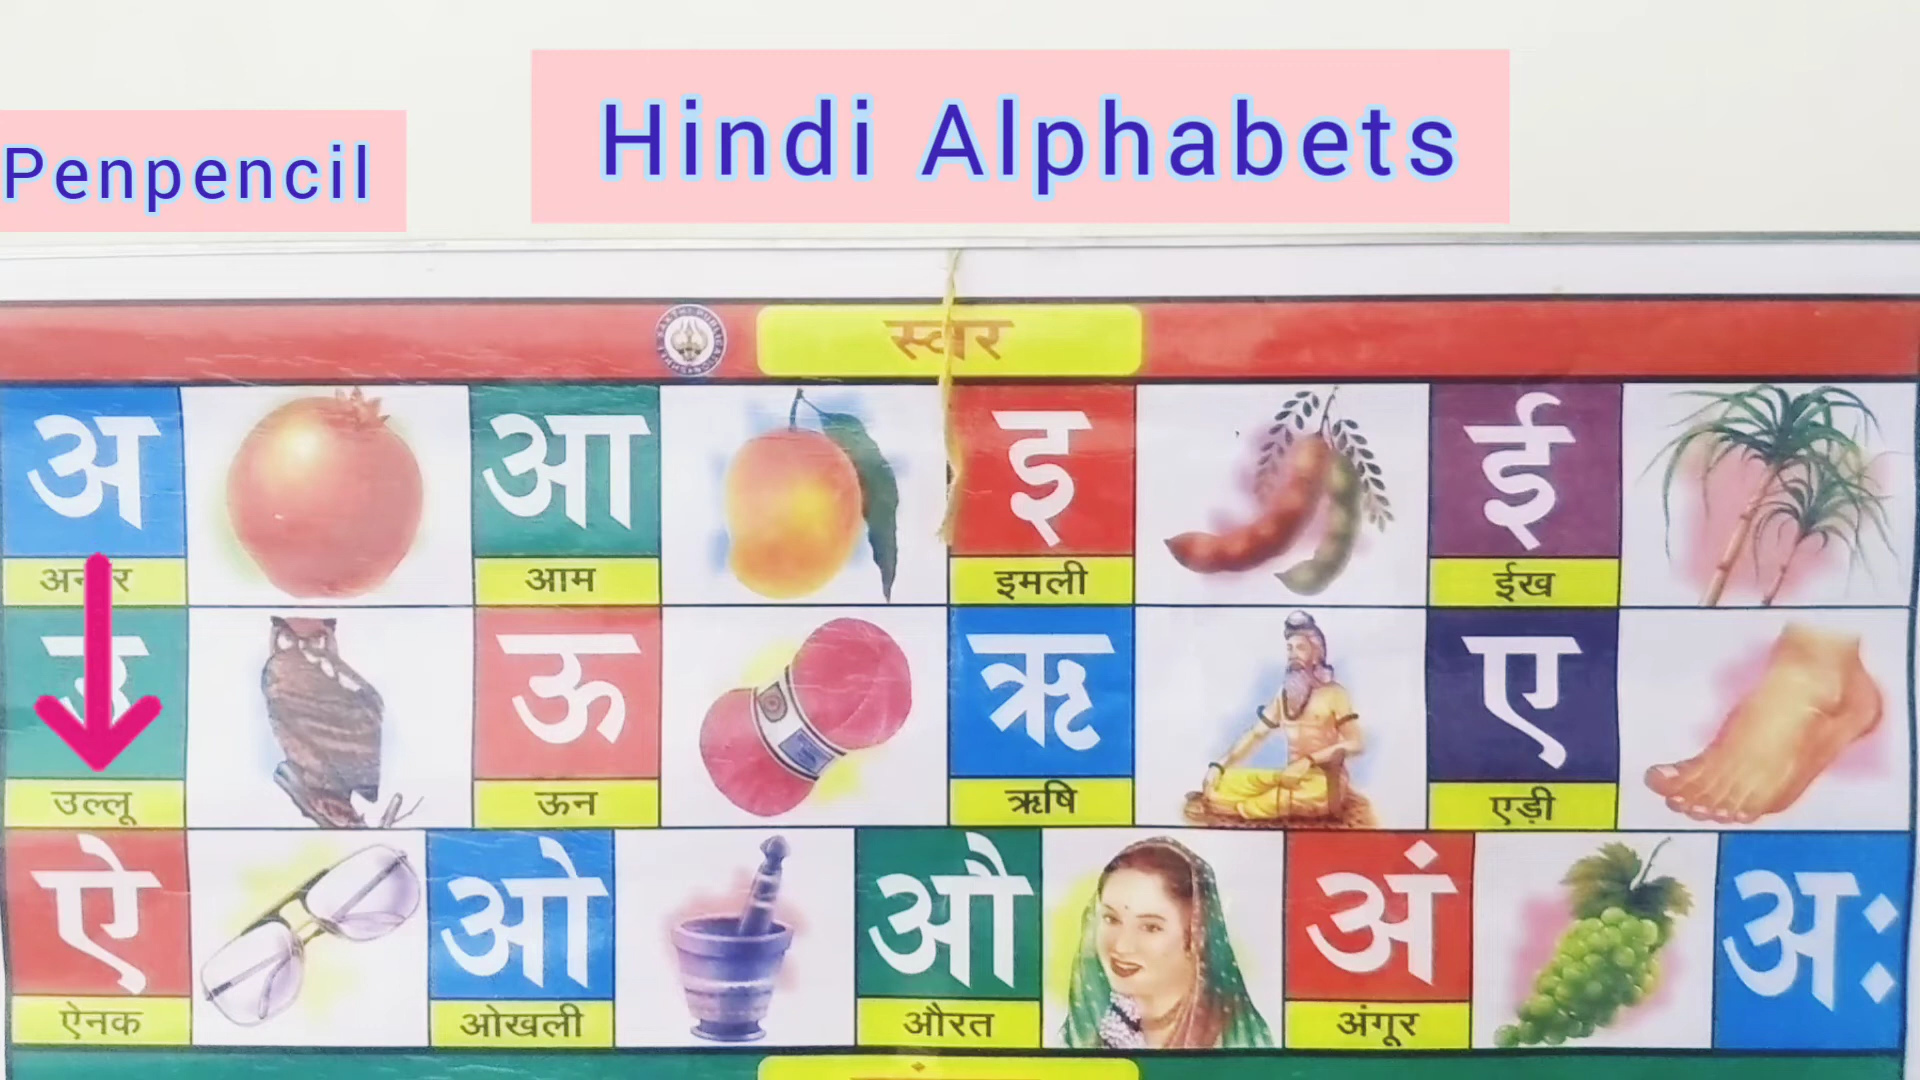 Hindi Alphabets
Penpencil
स्वर
अ आ इ ई
आम इमली ईख
ऊ ऋ ए
उल्लू ऊन ऋषि एड़ी
ऐ ओ औ अं अः
ऐनक ओखली औरत अंगूर